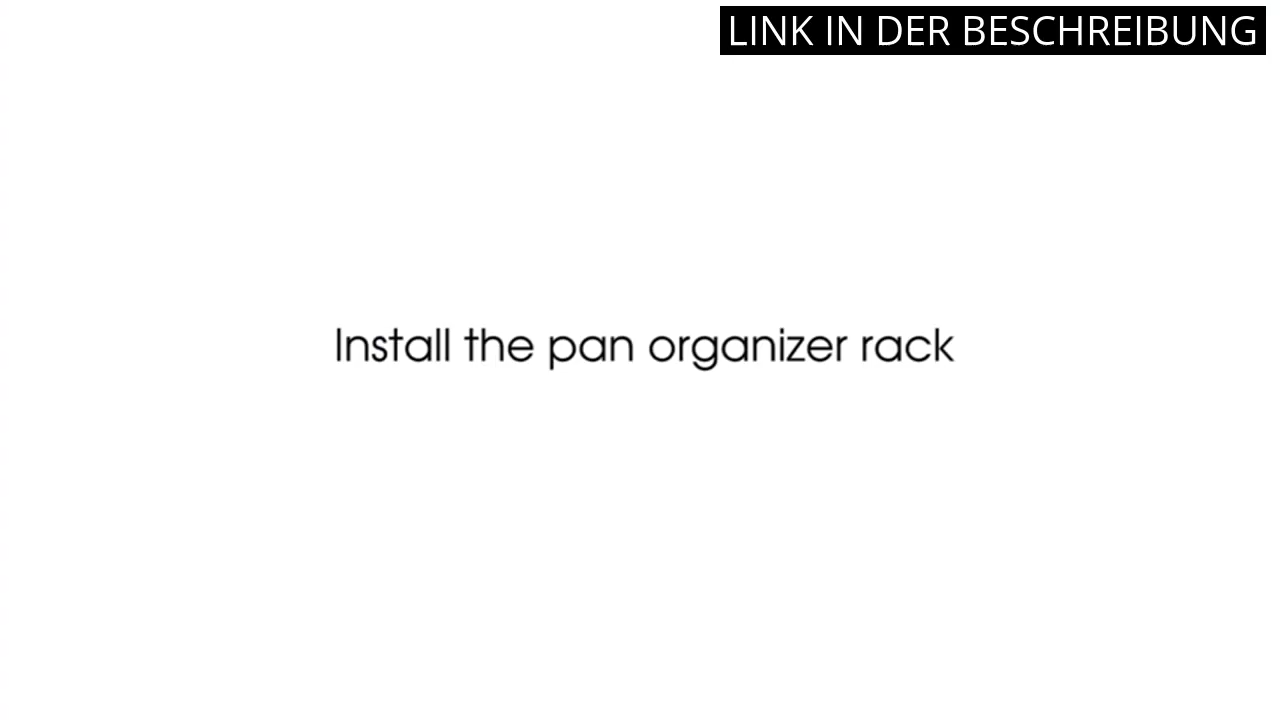 LINK IN DER BESCHREIBUNG
Install the pan organizer rack